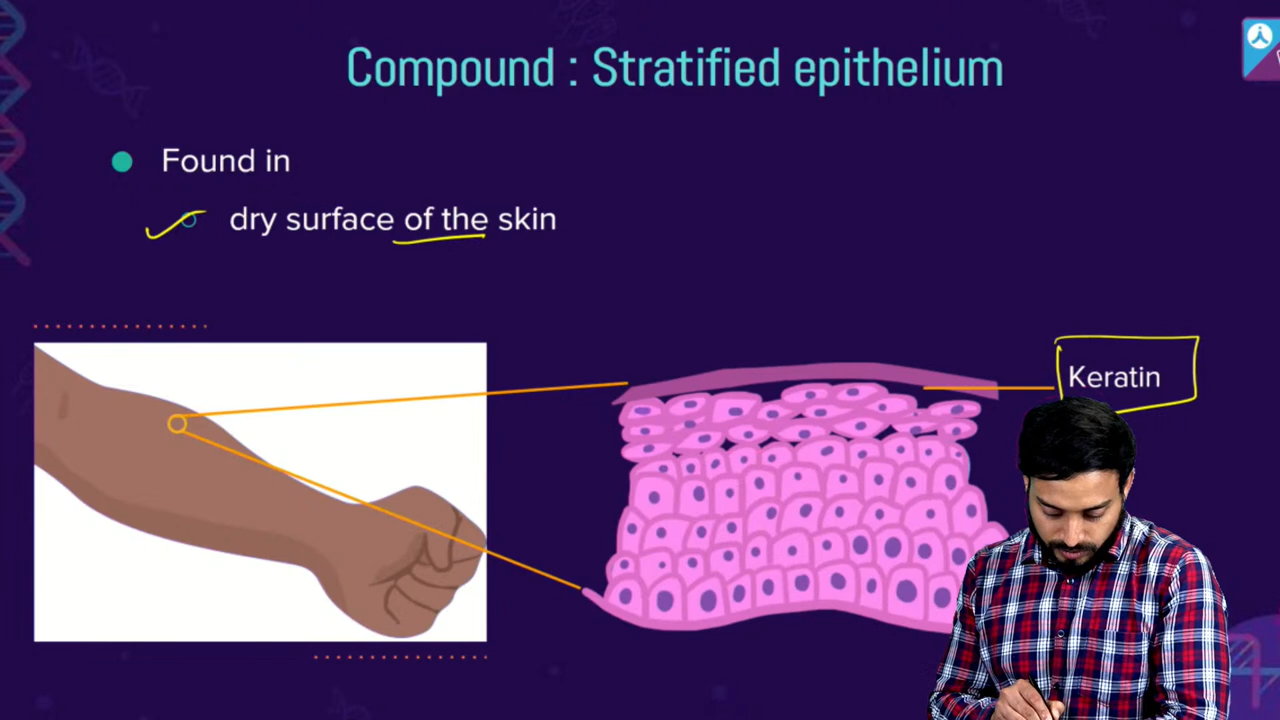 Compound : Stratified epithelium
Found in
dry surface of the skin
Keratin